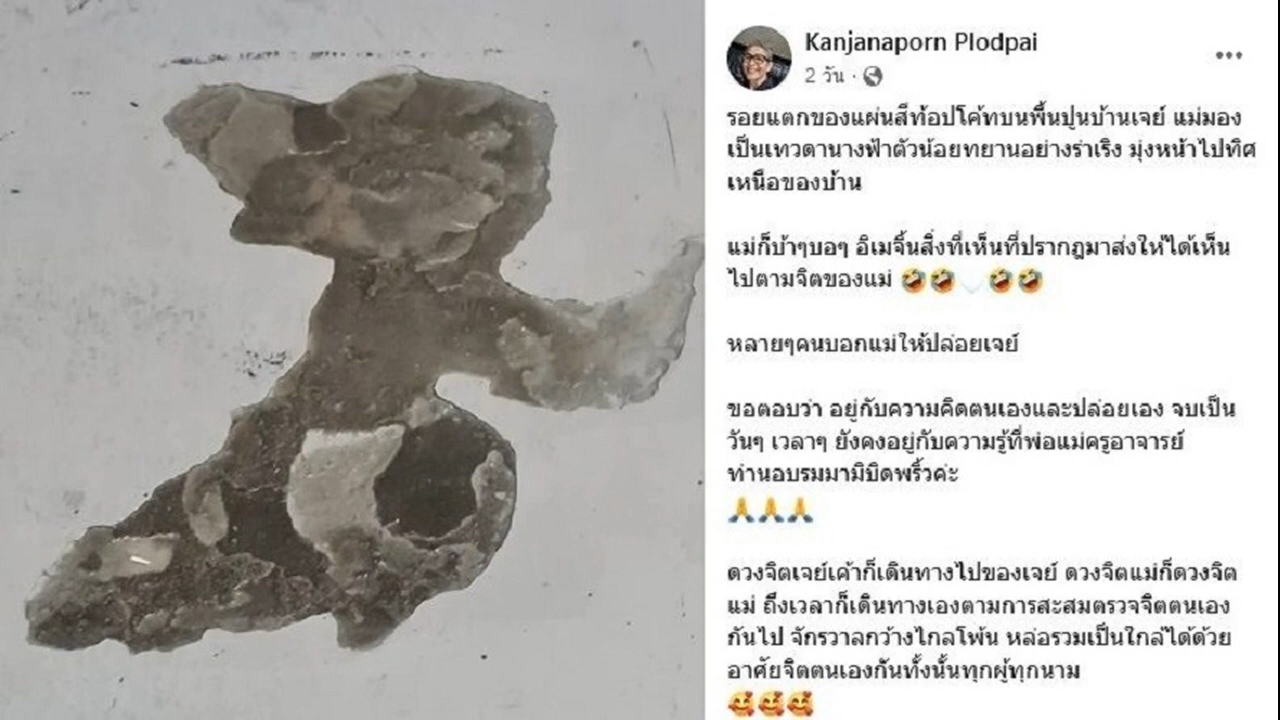 Kanjanaporn Plodpai
2 วัน ·
รอยแตกของแผ่นสีท้อปโค้ทบนพื้นปูนบ้านเจย์ แม่มอง
เป็นเทวดานางฟ้าตัวน้อยทยานอย่างร่าเริง มุ่งหน้าไปทิศ
เหนือของบ้าน
แม่ก็บ้าๆบอๆ อิเมจิ้นสิ่งที่เห็นที่ปรากฎมาส่งให้ได้เห็น
ไปตามจิตของแม่ 🤣🤣🤍🤣🤣
หลายๆคนบอกแม่ให้ปล่อยเจย์
ขอตอบว่า อยู่กับความคิดตนเองและปล่อยเอง จบเป็น
วันๆ เวลาๆ ยังคงอยู่กับความรู้ที่พ่อแม่ครูอาจารย์
ท่านอบรมมามิบิดพริ้วค่ะ
🙏🙏🙏
ดวงจิตเจย์เค้าก็เดินทางไปของเจย์ ดวงจิตแม่ก็ดวงจิต
แม่ ถึงเวลาก็เดินทางเองตามการสะสมตรวจจิตตนเอง
กันไป จักรวาลกว้างไกลโพ้น หล่อรวมเป็นใกล้ได้ด้วย
อาศัยจิตตนเองกันทั้งนั้นทุกผู้ทุกนาม
🥰🥰🥰